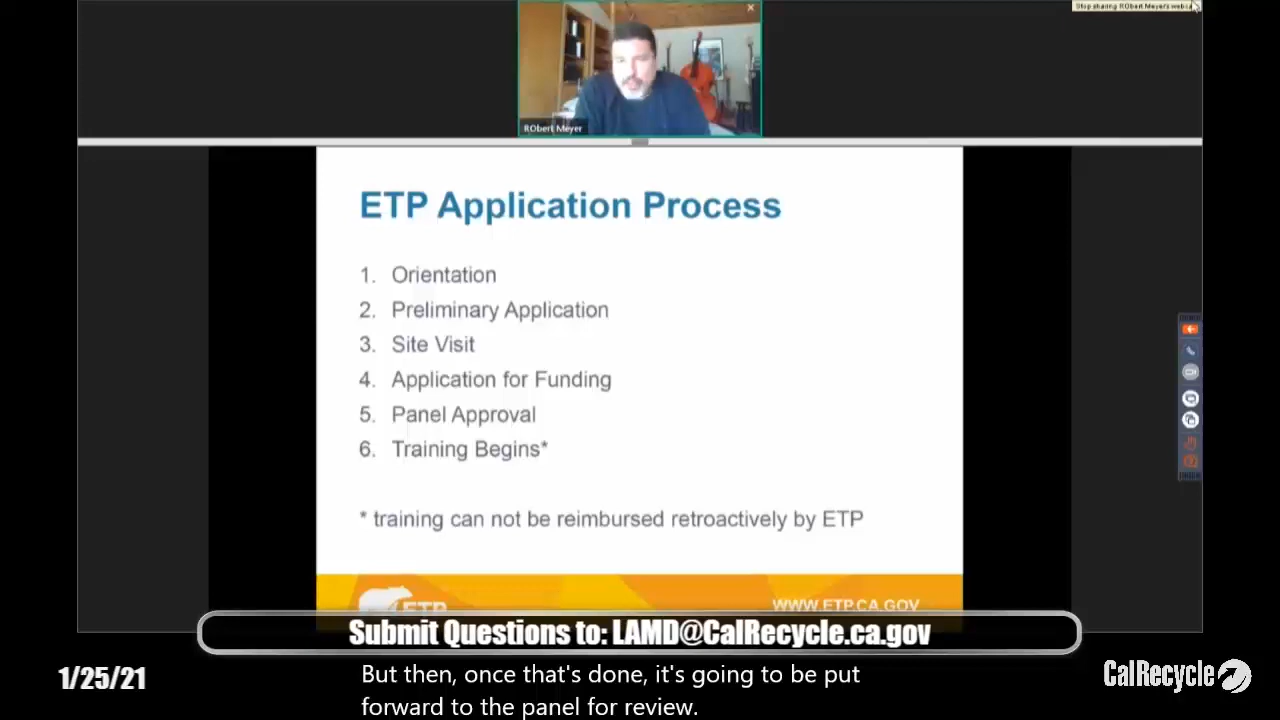 Stop sharing RObert Meyer's webcam
RObert Meyer
ETP Application Process
1. Orientation
2. Preliminary Application
3. Site Visit
4. Application for Funding
5. Panel Approval
6. Training Begins*
* training can not be reimbursed retroactively by ETP
ETP
WWW.ETP.CA.GOV
Submit Questions to: LAMD@CalRecycle.ca.gov
But then, once that's done, it's going to be put
forward to the panel for review.
1/25/21
CalRecycle